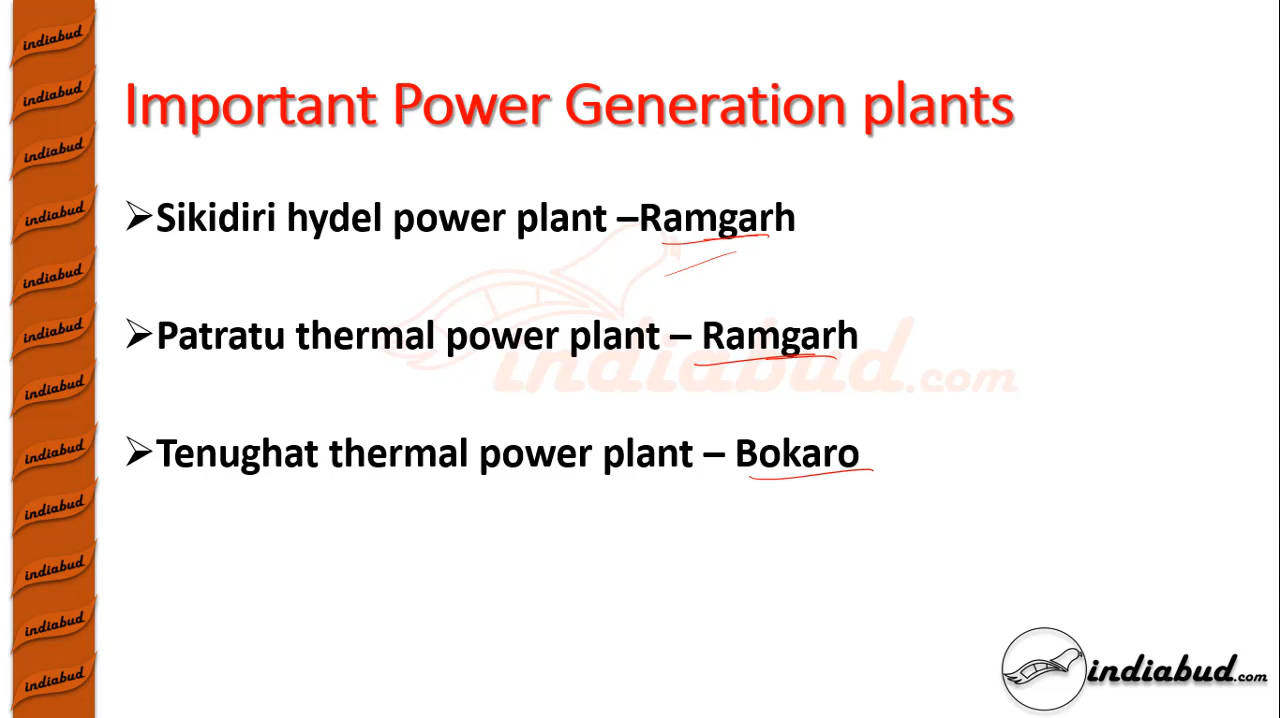 Important Power Generation plants
➢Sikidiri hydel power plant –Ramgarh
➢Patratu thermal power plant – Ramgarh
➢Tenughat thermal power plant – Bokaro
indiabud
indiabud
indiabud
indiabud
indiabud
indiabud
indiabud
indiabud
indiabud
indiabud
indiabud
indiabud
indiabud.com
indiabud.com